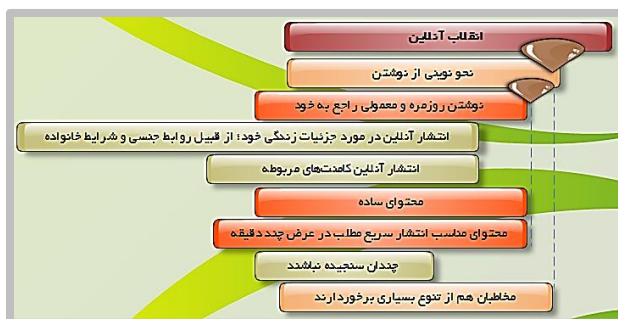 انقلاب آنلاین
نحو نوینی از نوشتن
نوشتن روزمره و معمولی راجع به خود
انتشار آنلاین در مورد جزئیات زندگی خود؛ از قبیل روابط جنسی و شرایط خانواده
انتشار آنلاین کامنت‌های مربوطه
محتوای ساده
محتوای مناسب انتشار سریع مطلب در عرض چند دقیقه
چندان سنجیده نباشند
مخاطبان هم از تنوع بسیاری برخوردارند